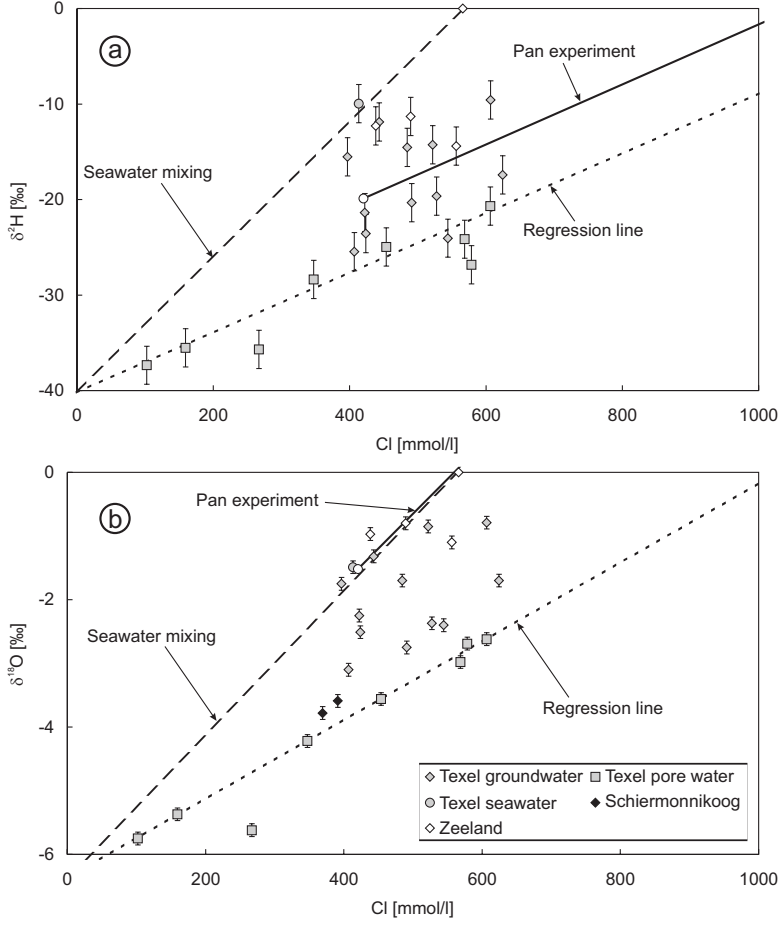 a
0
-10
-20
-30
-40
δ²H [‰]
Pan experiment
Seawater mixing
Regression line
0 200 400 600 800 1000
Cl [mmol/l]
b
0
-2
-4
-6
δ¹⁸O [‰]
Pan experiment
Seawater mixing
Regression line
Texel groundwater Texel pore water
Texel seawater Schiermonnikoog
Zeeland
0 200 400 600 800 1000
Cl [mmol/l]